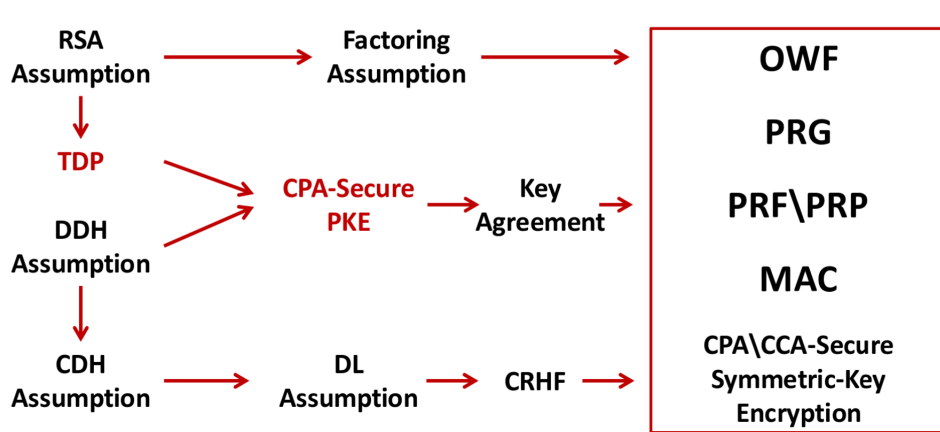 RSA
Assumption
Factoring
Assumption
OWF
PRG
TDP
CPA-Secure
PKE
Key
Agreement
PRF\PRP
DDH
Assumption
MAC
CDH
Assumption
DL
Assumption
CRHF
CPA\CCA-Secure
Symmetric-Key
Encryption